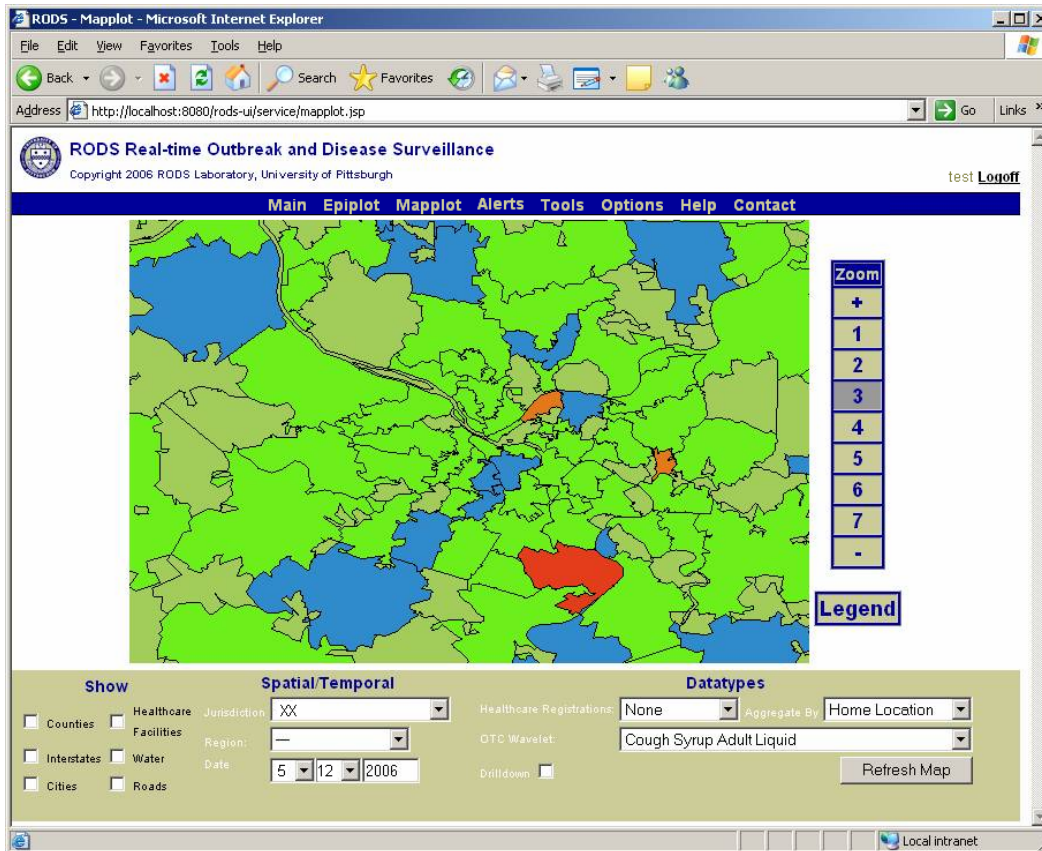 RODS - Mapplot - Microsoft Internet Explorer
File Edit View Favorites Tools Help
Back Search Favorites
Address http://localhost:8080/rods-ui/service/mapplot.jsp Go Links »
RODS Real-time Outbreak and Disease Surveillance
Copyright 2006 RODS Laboratory, University of Pittsburgh
test Logoff
Main Epiplot Mapplot Alerts Tools Options Help Contact
Zoom
+
1
2
3
4
5
6
7
-
Legend
Show
Counties
Healthcare Facilities
Interstates
Water
Cities
Roads
Spatial/Temporal
Jurisdiction XX
Region: —
Date 5 12 2006
Datatypes
Healthcare Registrations: None Aggregate By Home Location
OTC Wavelet: Cough Syrup Adult Liquid
Drilldown
Refresh Map
Local intranet